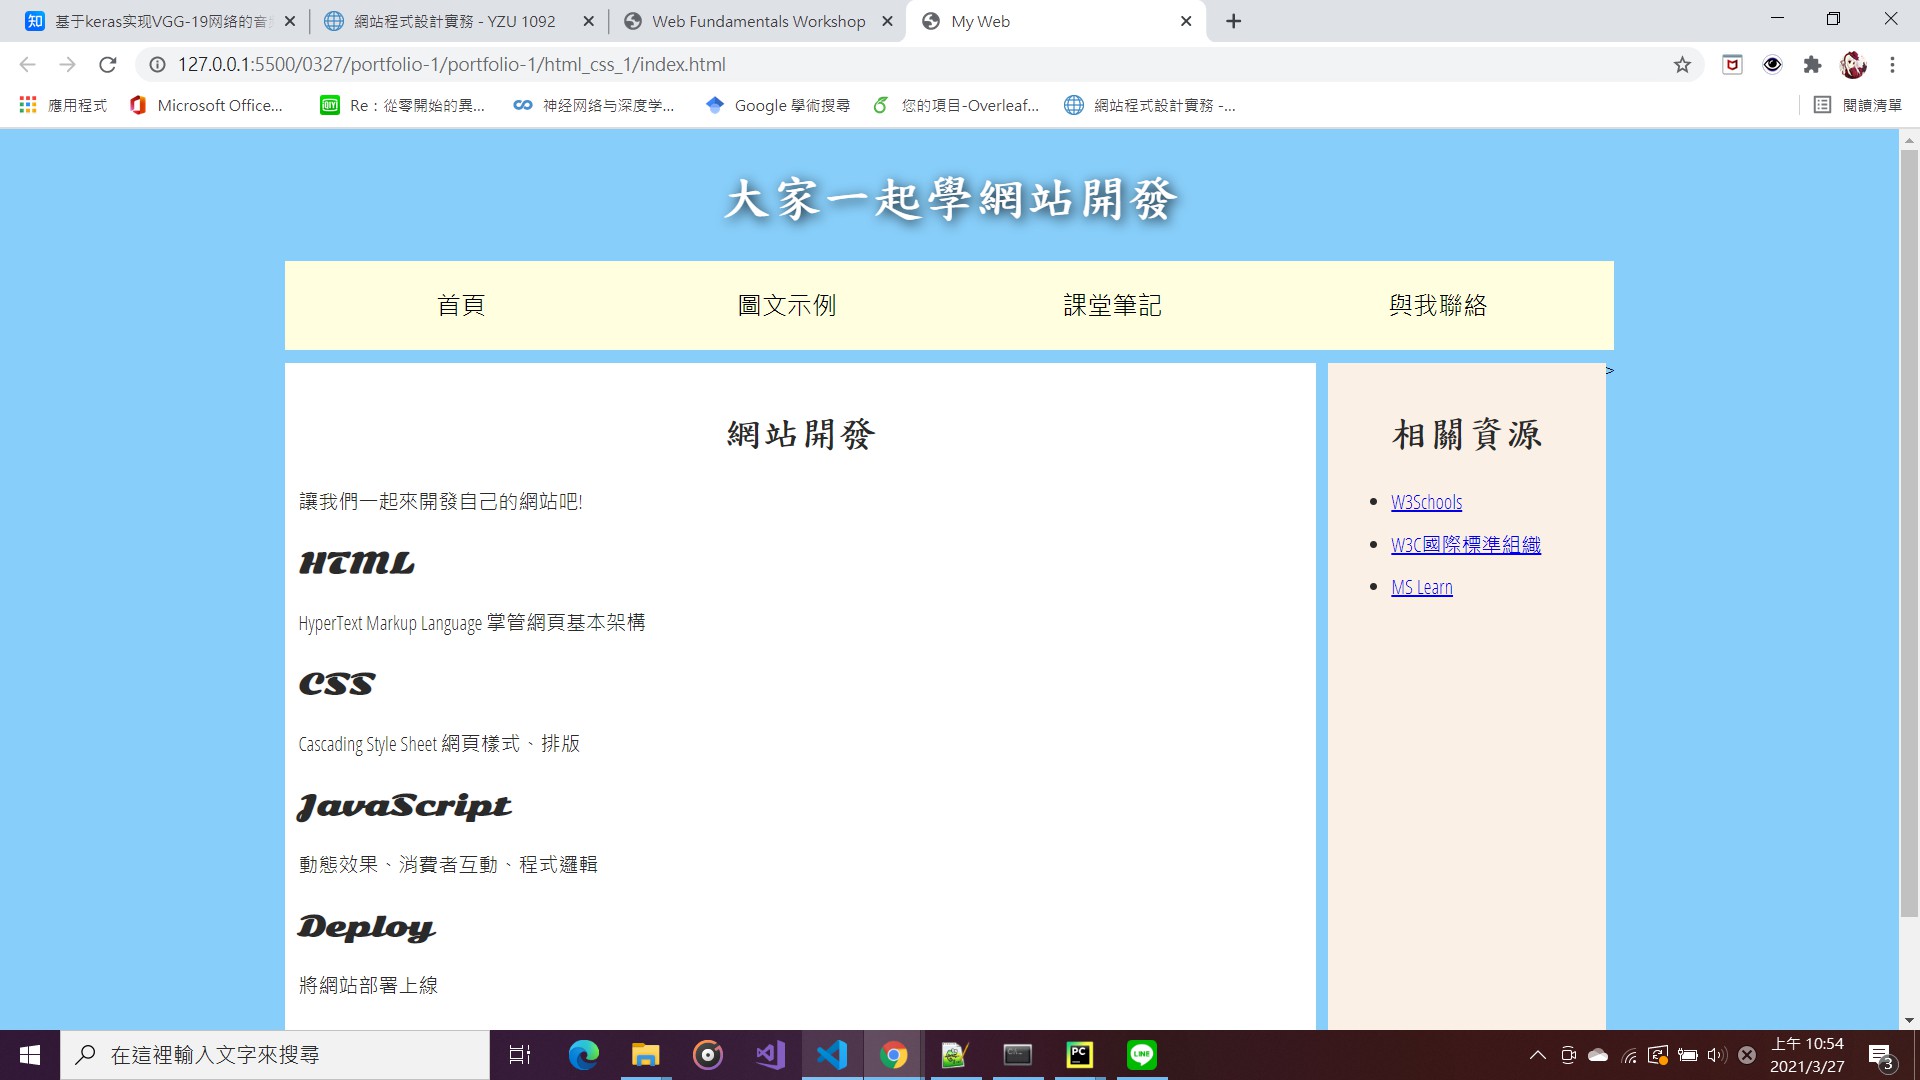 基于keras实现VGG-19网络的音
網站程式設計實務 - YZU 1092
Web Fundamentals Workshop
My Web
127.0.0.1:5500/0327/portfolio-1/portfolio-1/html_css_1/index.html
應用程式
Microsoft Office...
Re：從零開始的異...
神经网络与深度学...
Google 學術搜尋
您的項目-Overleaf...
網站程式設計實務 -...
閱讀清單
大家一起學網站開發
首頁
圖文示例
課堂筆記
與我聯絡
>
網站開發
讓我們一起來開發自己的網站吧!
HTML
HyperText Markup Language 掌管網頁基本架構
CSS
Cascading Style Sheet 網頁樣式、排版
JavaScript
動態效果、消費者互動、程式邏輯
Deploy
將網站部署上線
相關資源
W3Schools
W3C國際標準組織
MS Learn
在這裡輸入文字來搜尋
上午 10:54
2021/3/27
3